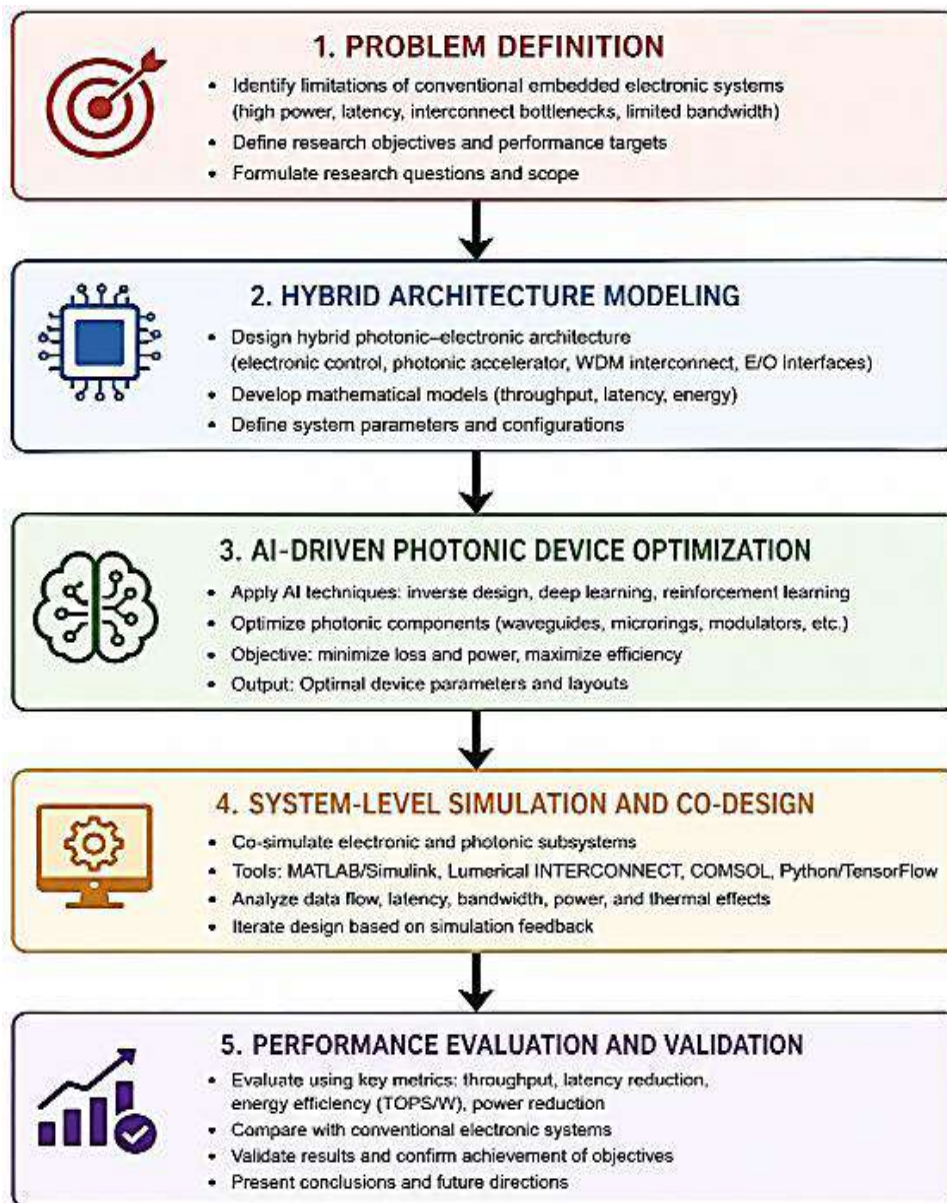 1. PROBLEM DEFINITION
• Identify limitations of conventional embedded electronic systems
(high power, latency, interconnect bottlenecks, limited bandwidth)
• Define research objectives and performance targets
• Formulate research questions and scope
2. HYBRID ARCHITECTURE MODELING
• Design hybrid photonic–electronic architecture
(electronic control, photonic accelerator, WDM interconnect, E/O interfaces)
• Develop mathematical models (throughput, latency, energy)
• Define system parameters and configurations
3. AI-DRIVEN PHOTONIC DEVICE OPTIMIZATION
• Apply AI techniques: inverse design, deep learning, reinforcement learning
• Optimize photonic components (waveguides, microrings, modulators, etc.)
• Objective: minimize loss and power, maximize efficiency
• Output: Optimal device parameters and layouts
4. SYSTEM-LEVEL SIMULATION AND CO-DESIGN
• Co-simulate electronic and photonic subsystems
• Tools: MATLAB/Simulink, Lumerical INTERCONNECT, COMSOL, Python/TensorFlow
• Analyze data flow, latency, bandwidth, power, and thermal effects
• Iterate design based on simulation feedback
5. PERFORMANCE EVALUATION AND VALIDATION
• Evaluate using key metrics: throughput, latency reduction,
energy efficiency (TOPS/W), power reduction
• Compare with conventional electronic systems
• Validate results and confirm achievement of objectives
• Present conclusions and future directions